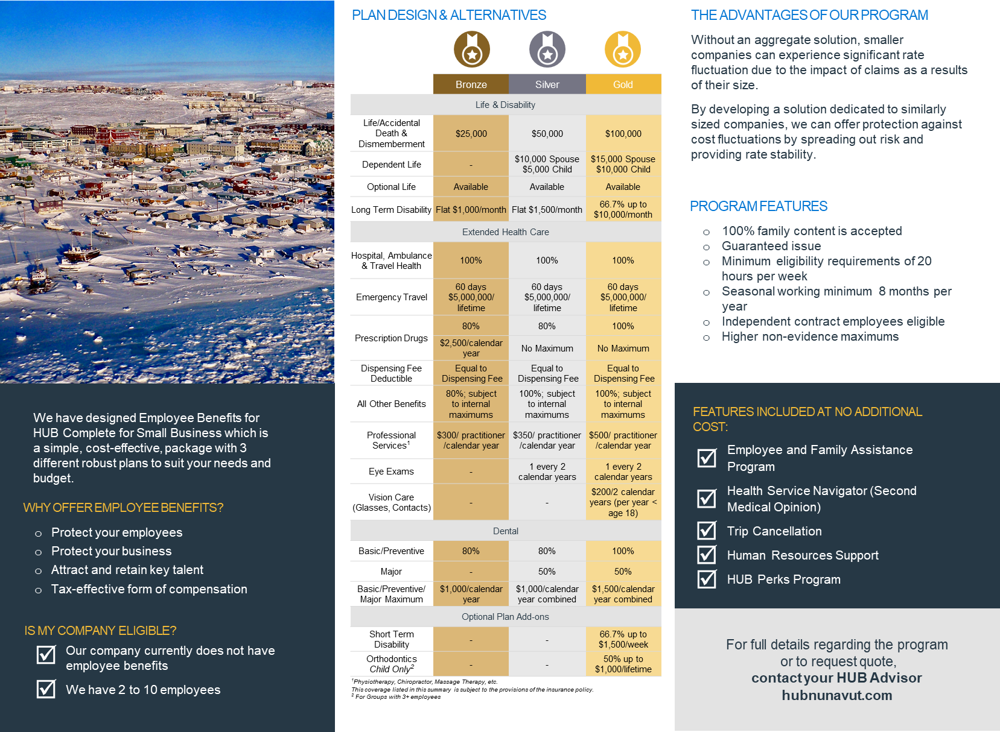 We have designed Employee Benefits for
HUB Complete for Small Business which is
a simple, cost-effective, package with 3
different robust plans to suit your needs and
budget.
WHY OFFER EMPLOYEE BENEFITS?
o Protect your employees
o Protect your business
o Attract and retain key talent
o Tax-effective form of compensation
IS MY COMPANY ELIGIBLE?
Our company currently does not have
employee benefits
We have 2 to 10 employees
PLAN DESIGN & ALTERNATIVES
Bronze Silver Gold
Life & Disability
Life/Accidental
Death &
Dismemberment
$25,000 $50,000 $100,000
Dependent Life
-
$10,000 Spouse
$5,000 Child
$15,000 Spouse
$10,000 Child
Optional Life Available Available Available
Long Term Disability Flat $1,000/month Flat $1,500/month
66.7% up to
$10,000/month
Extended Health Care
Hospital, Ambulance
& Travel Health
100% 100% 100%
Emergency Travel
60 days
$5,000,000/
lifetime
60 days
$5,000,000/
lifetime
60 days
$5,000,000/
lifetime
Prescription Drugs
80% 80% 100%
$2,500/calendar
year
No Maximum No Maximum
Dispensing Fee
Deductible
Equal to
Dispensing Fee
Equal to
Dispensing Fee
Equal to
Dispensing Fee
All Other Benefits
80%; subject
to internal
maximums
100%; subject
to internal
maximums
100%; subject
to internal
maximums
Professional
Services1
$300/ practitioner
/calendar year
$350/ practitioner
/calendar year
$500/ practitioner
/calendar year
Eye Exams
-
1 every 2
calendar years
1 every 2
calendar years
Vision Care
(Glasses, Contacts)
- -
$200/2 calendar
years (per year <
age 18)
Dental
Basic/Preventive 80% 80% 100%
Major - 50% 50%
Basic/Preventive/
Major Maximum
$1,000/calendar
year
$1,000/calendar
year combined
$1,500/calendar
year combined
Optional Plan Add-ons
Short Term
Disability
- -
66.7% up to
$1,500/week
Orthodontics
Child Only2
- -
50% up to
$1,000/lifetime
1Physiotherapy, Chiropractor, Massage Therapy, etc.
This coverage listed in this summary is subject to the provisions of the insurance policy.
2 For Groups with 3+ employees
THE ADVANTAGES OF OUR PROGRAM
Without an aggregate solution, smaller
companies can experience significant rate
fluctuation due to the impact of claims as a results
of their size.
By developing a solution dedicated to similarly
sized companies, we can offer protection against
cost fluctuations by spreading out risk and
providing rate stability.
PROGRAM FEATURES
o 100% family content is accepted
o Guaranteed issue
o Minimum eligibility requirements of 20
hours per week
o Seasonal working minimum 8 months per
year
o Independent contract employees eligible
o Higher non-evidence maximums
FEATURES INCLUDED AT NO ADDITIONAL
COST:
Employee and Family Assistance
Program
Health Service Navigator (Second
Medical Opinion)
Trip Cancellation
Human Resources Support
HUB Perks Program
For full details regarding the program
or to request quote,
contact your HUB Advisor
hubnunavut.com